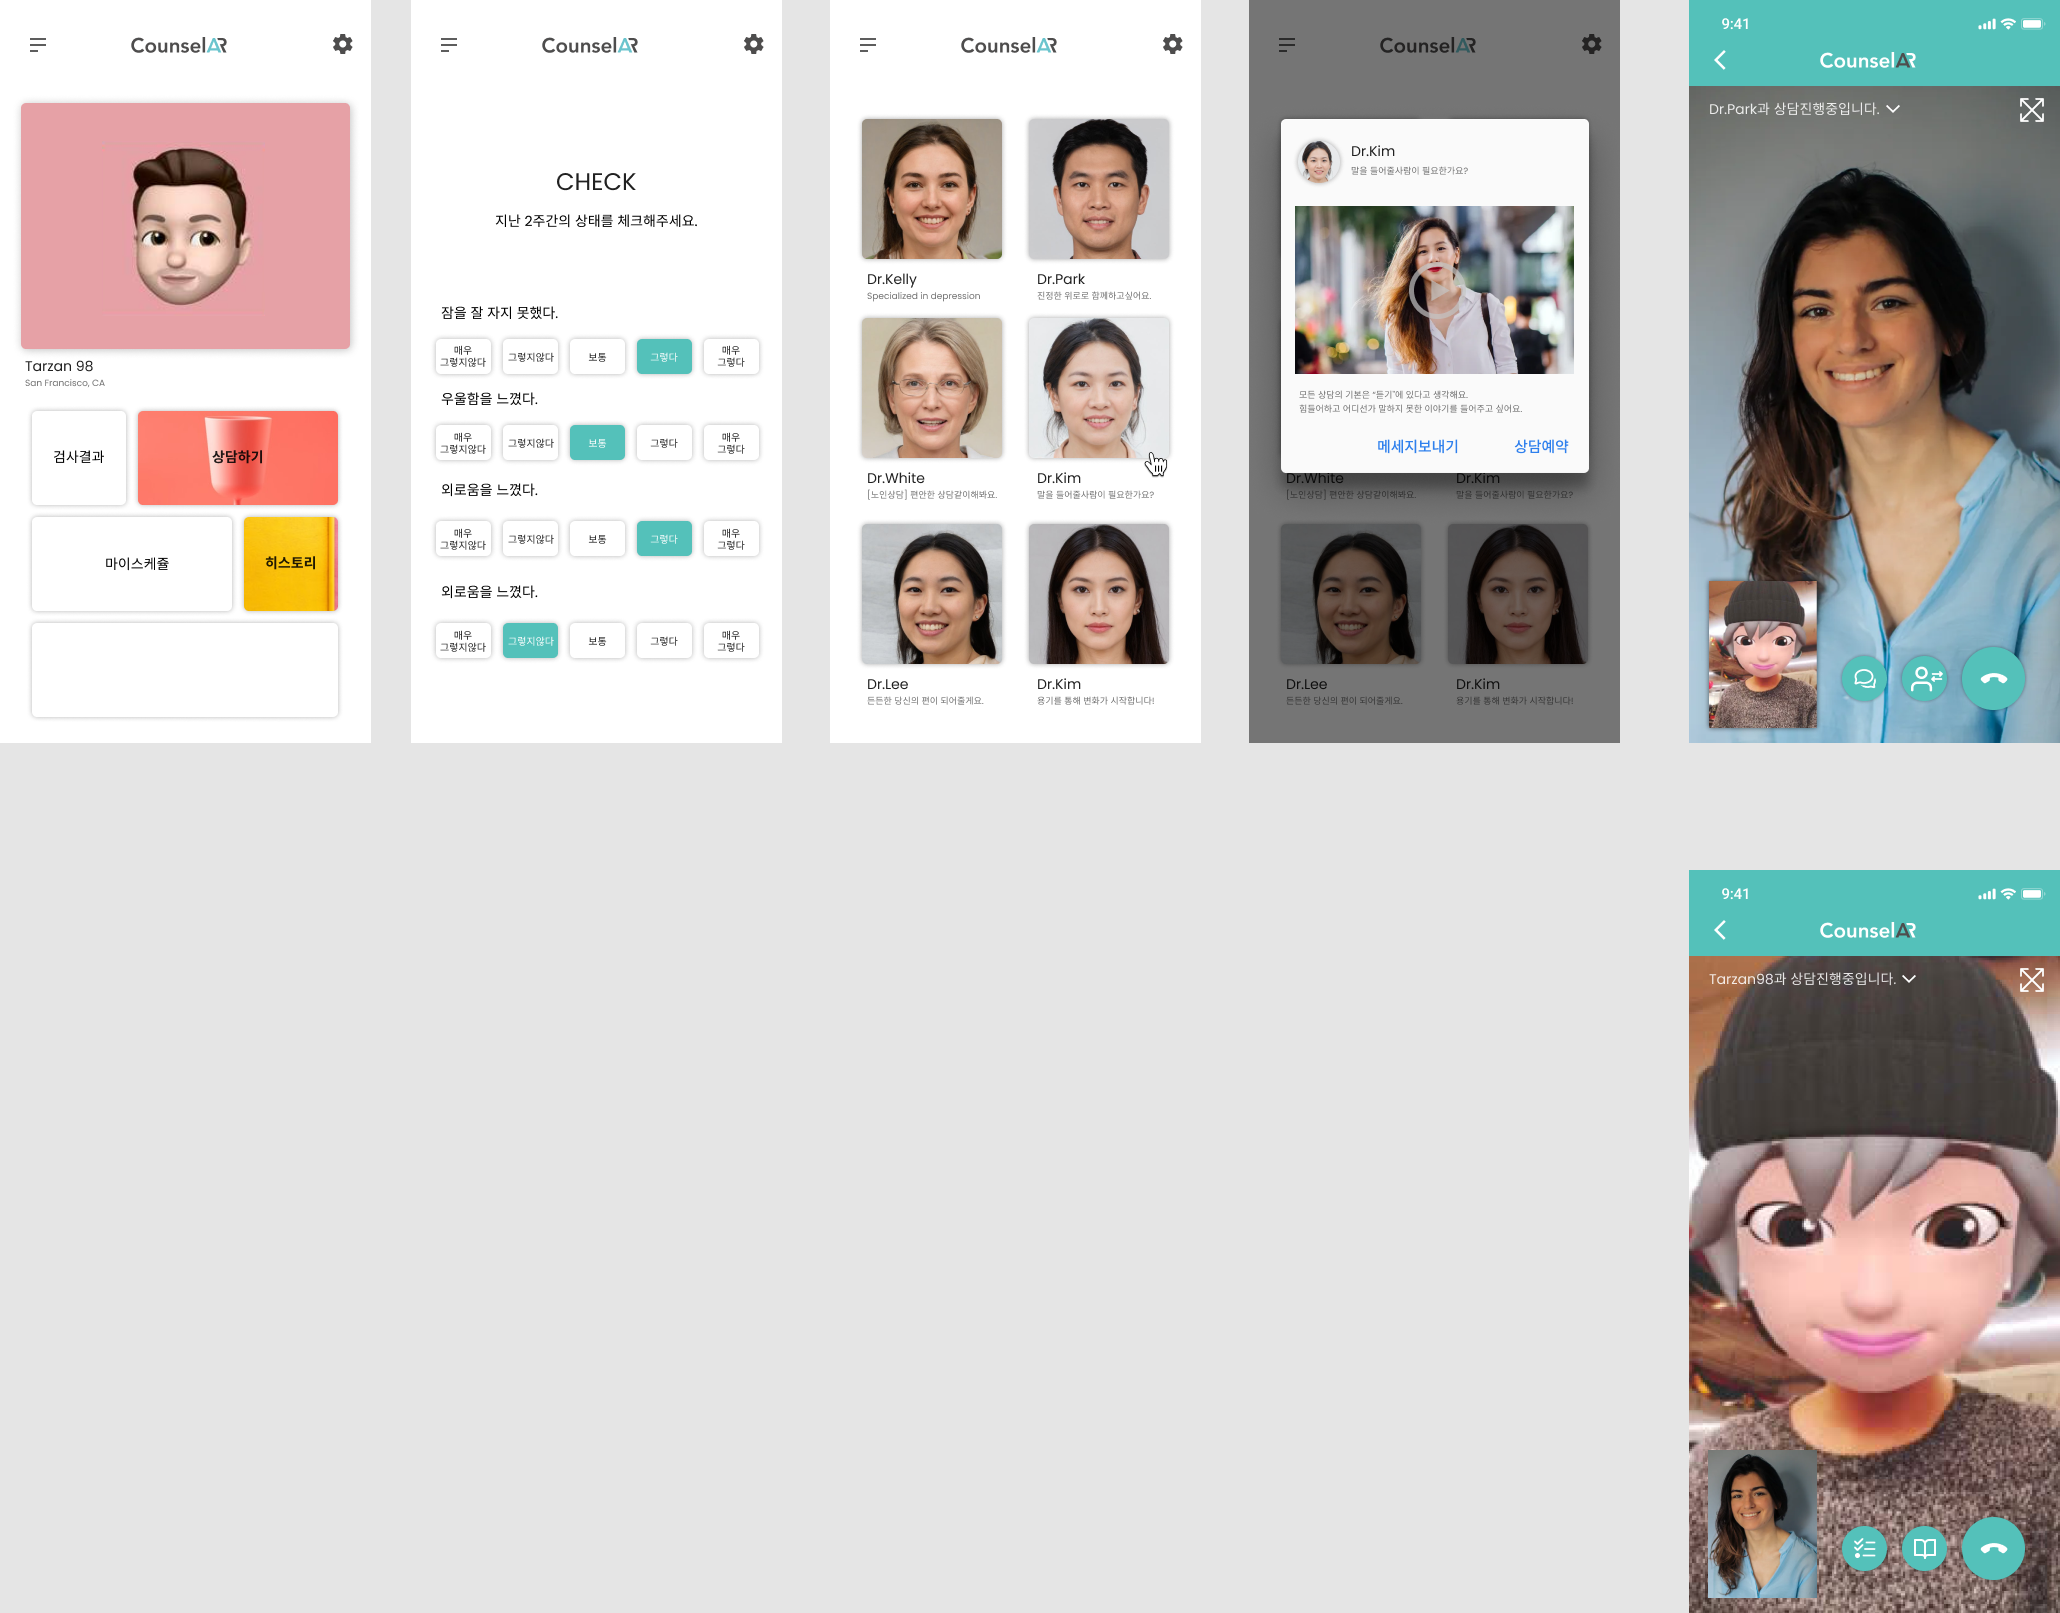 CounselAR
Tarzan 98
San Francisco, CA
검사결과
상담하기
마이스케쥴
히스토리
CounselAR
CHECK
지난 2주간의 상태를 체크해주세요.
잠을 잘 자지 못했다.
매우
그렇지않다
그렇지않다
보통
그렇다
매우
그렇다
우울함을 느꼈다.
매우
그렇지않다
그렇지않다
보통
그렇다
매우
그렇다
외로움을 느꼈다.
매우
그렇지않다
그렇지않다
보통
그렇다
매우
그렇다
외로움을 느꼈다.
매우
그렇지않다
그렇지않다
보통
그렇다
매우
그렇다
CounselAR
Dr.Kelly
Specialized in depression
Dr.Park
진정한 위로로 함께하고싶어요.
Dr.White
[노인상담] 편안한 상담같이해봐요.
Dr.Kim
말을 들어줄사람이 필요한가요?
Dr.Lee
든든한 당신의 편이 되어줄게요.
Dr.Kim
용기를 통해 변화가 시작합니다!
CounselAR
Dr.Kim
말을 들어줄사람이 필요한가요?
모든 상담의 기본은 “듣기”에 있다고 생각해요.
힘들어하고 어디선가 말하지 못한 이야기를 들어주고 싶어요.
메세지보내기
상담예약
Dr.White
[노인상담] 편안한 상담같이해봐요.
Dr.Kim
말을 들어줄사람이 필요한가요?
Dr.Lee
든든한 당신의 편이 되어줄게요.
Dr.Kim
용기를 통해 변화가 시작합니다!
9:41
CounselAR
Dr.Park과 상담진행중입니다.
9:41
CounselAR
Tarzan98과 상담진행중입니다.